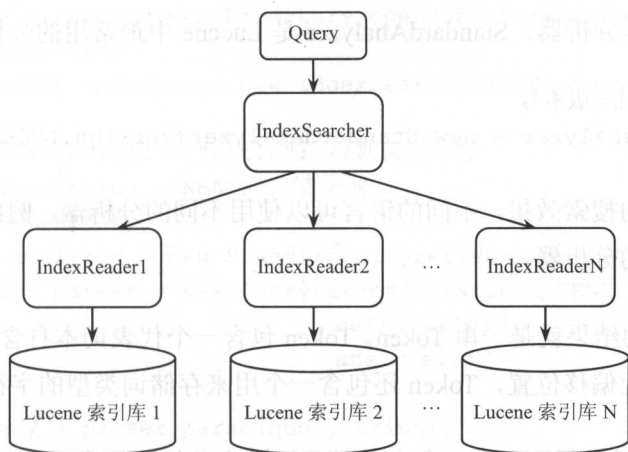 Query
IndexSearcher
IndexReader1
IndexReader2
…
IndexReaderN
Lucene 索引库 1
Lucene 索引库 2
…
Lucene 索引库 N